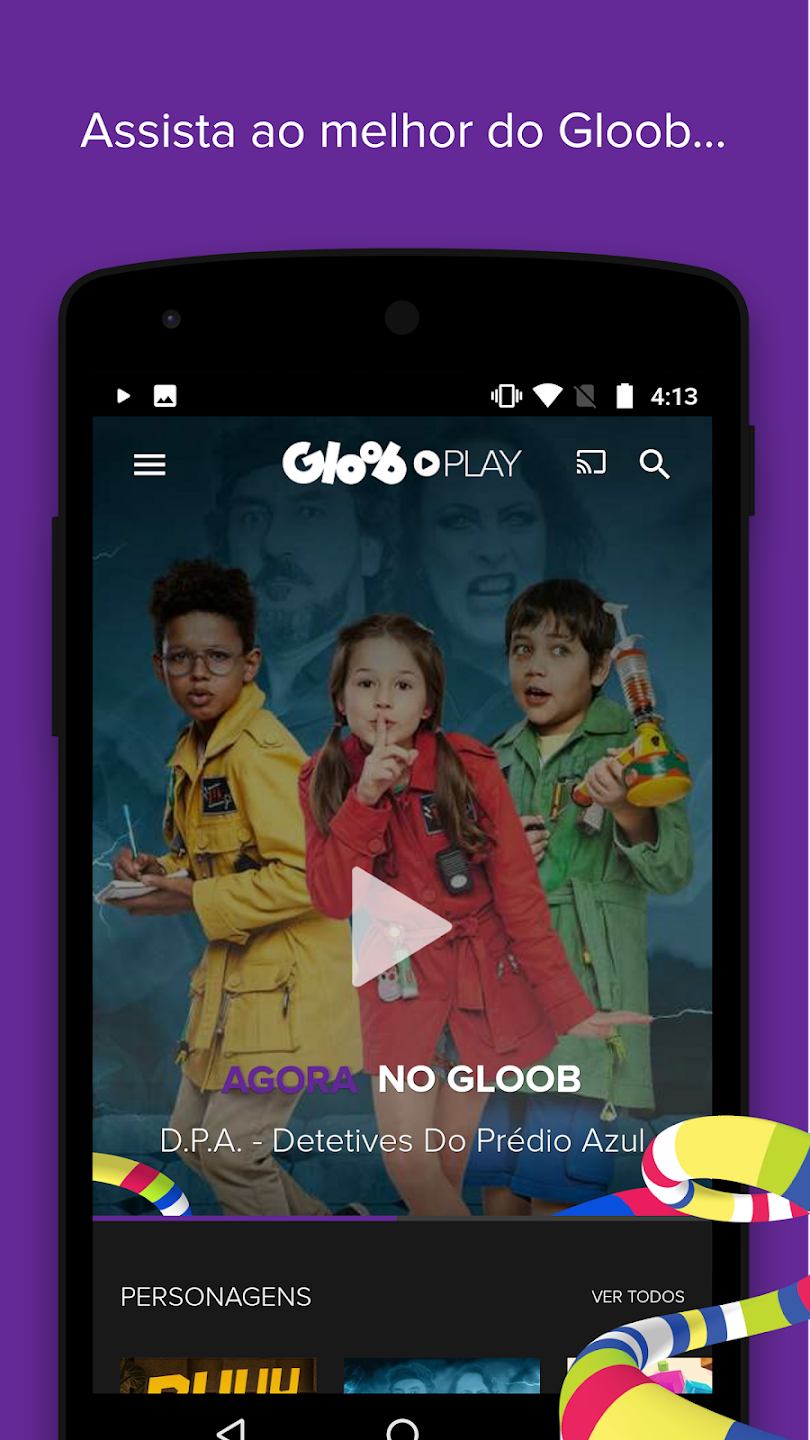 Assista ao melhor do Gloob...
4:13
Gloob PLAY
AGORA NO GLOOB
D.P.A. - Detetives Do Prédio Azul
PERSONAGENS
VER TODOS